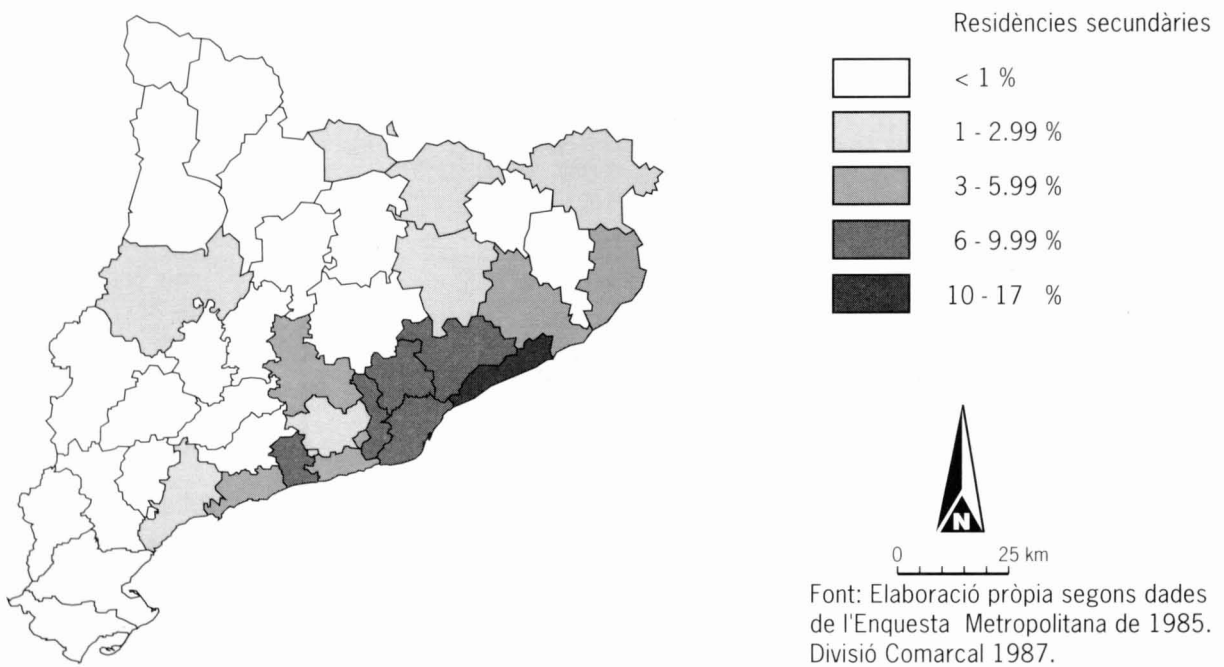 Residències secundàries
< 1 %
1 - 2.99 %
3 - 5.99 %
6 - 9.99 %
10 - 17 %
N
0 25 km
Font: Elaboració pròpia segons dades
de l'Enquesta Metropolitana de 1985.
Divisió Comarcal 1987.